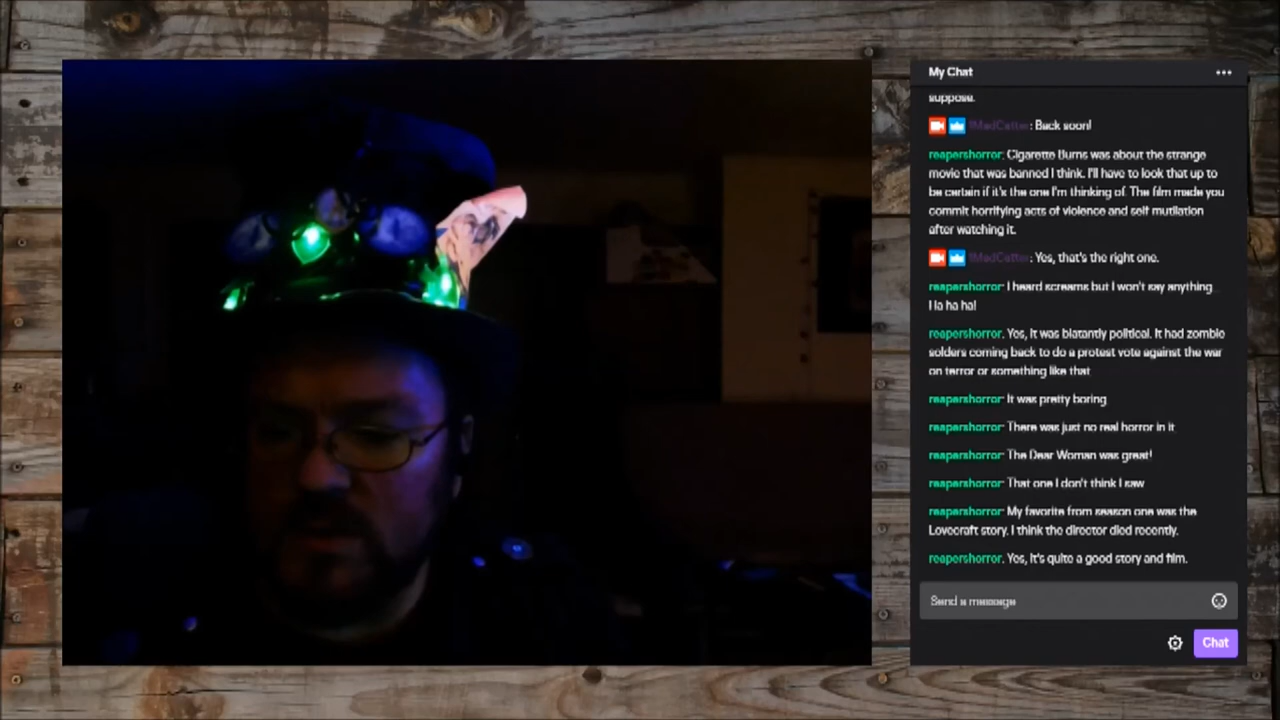 My Chat
suppose.
!MadCatter: Back soon!
reapershorror: Cigarette Burns was about the strange
movie that was banned I think. I'll have to look that up to
be certain if it's the one I'm thinking of. The film made you
commit horrifying acts of violence and self mutilation
after watching it.
!MadCatter: Yes, that's the right one.
reapershorror: I heard screams but I won't say anything...
Ha ha ha!
reapershorror: Yes, it was blatantly political. It had zombie
solders coming back to do a protest vote against the war
on terror or something like that
reapershorror: It was pretty boring
reapershorror: There was just no real horror in it
reapershorror: The Dear Woman was great!
reapershorror: That one I don't think I saw
reapershorror: My favorite from season one was the
Lovecraft story. I think the director died recently.
reapershorror: Yes, it's quite a good story and film.
Send a message
Chat